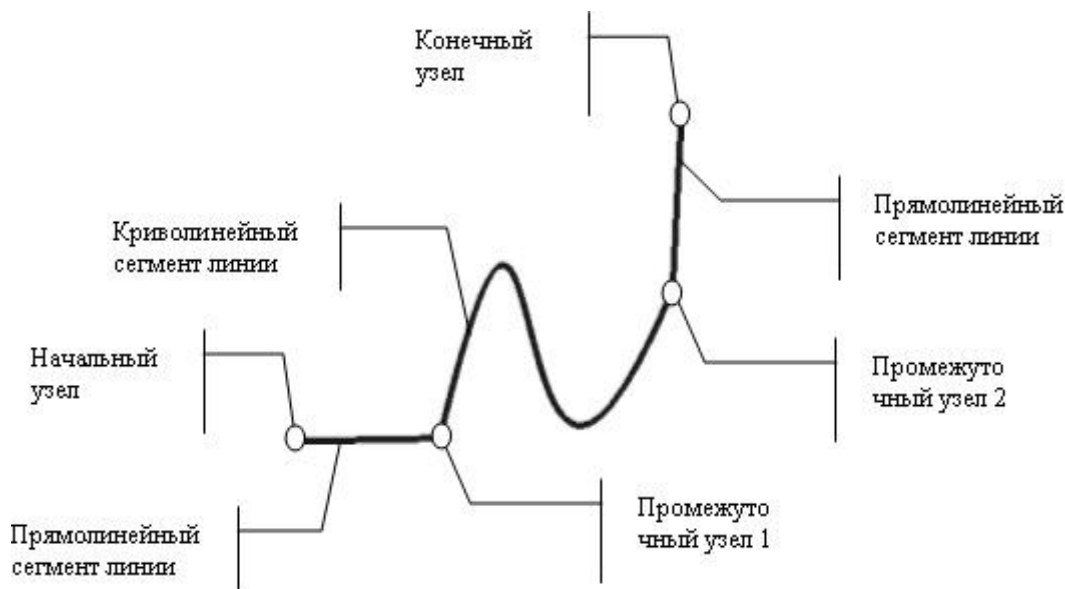 Конечный
узел
Прямолинейный
сегмент линии
Криволинейный
сегмент линии
Начальный
узел
Промежуто
чный узел 2
Прямолинейный
сегмент линии
Промежуто
чный узел 1